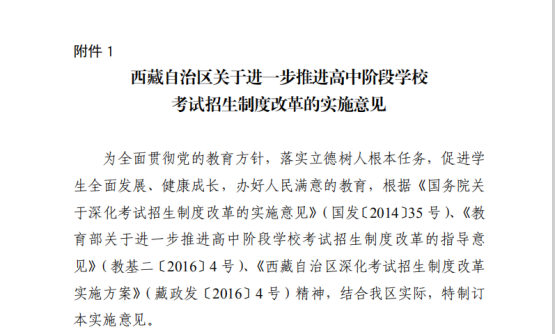 附件 1
西藏自治区关于进一步推进高中阶段学校
考试招生制度改革的实施意见
为全面贯彻党的教育方针，落实立德树人根本任务，促进学
生全面发展、健康成长，办好人民满意的教育，根据《国务院关
于深化考试招生制度改革的实施意见》（国发〔2014〕35 号）、《教
育部关于进一步推进高中阶段学校考试招生制度改革的指导意
见》（教基二〔2016〕4 号）、《西藏自治区深化考试招生制度改革
实施方案》（藏政发〔2016〕4 号）精神，结合我区实际，特制订
本实施意见。